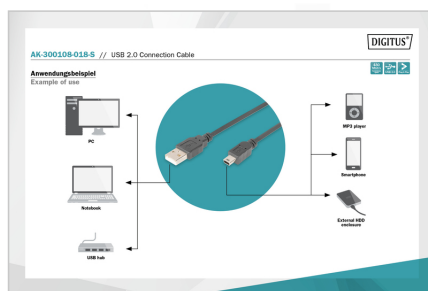 DIGITUS®
AK-300108-018-S // USB 2.0 Connection Cable
Anwendungsbeispiel
Example of use
PC
MP3 player
Smartphone
Notebook
External HDD
enclosure
USB hub